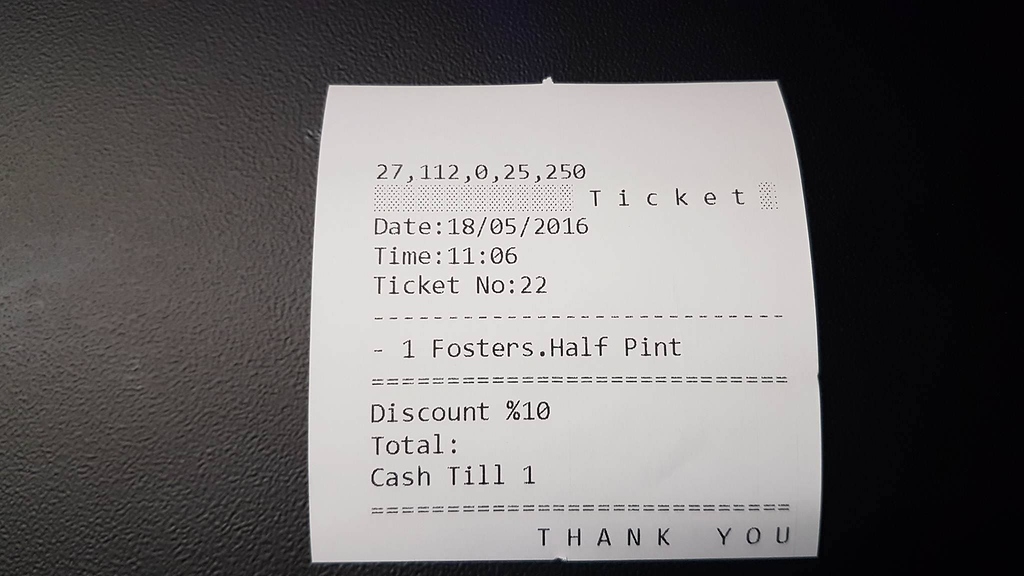 27,112,0,25,250
Ticket
Date:18/05/2016
Time:11:06
Ticket No:22
- 1 Fosters.Half Pint
Discount %10
Total:
Cash Till 1
THANK YOU